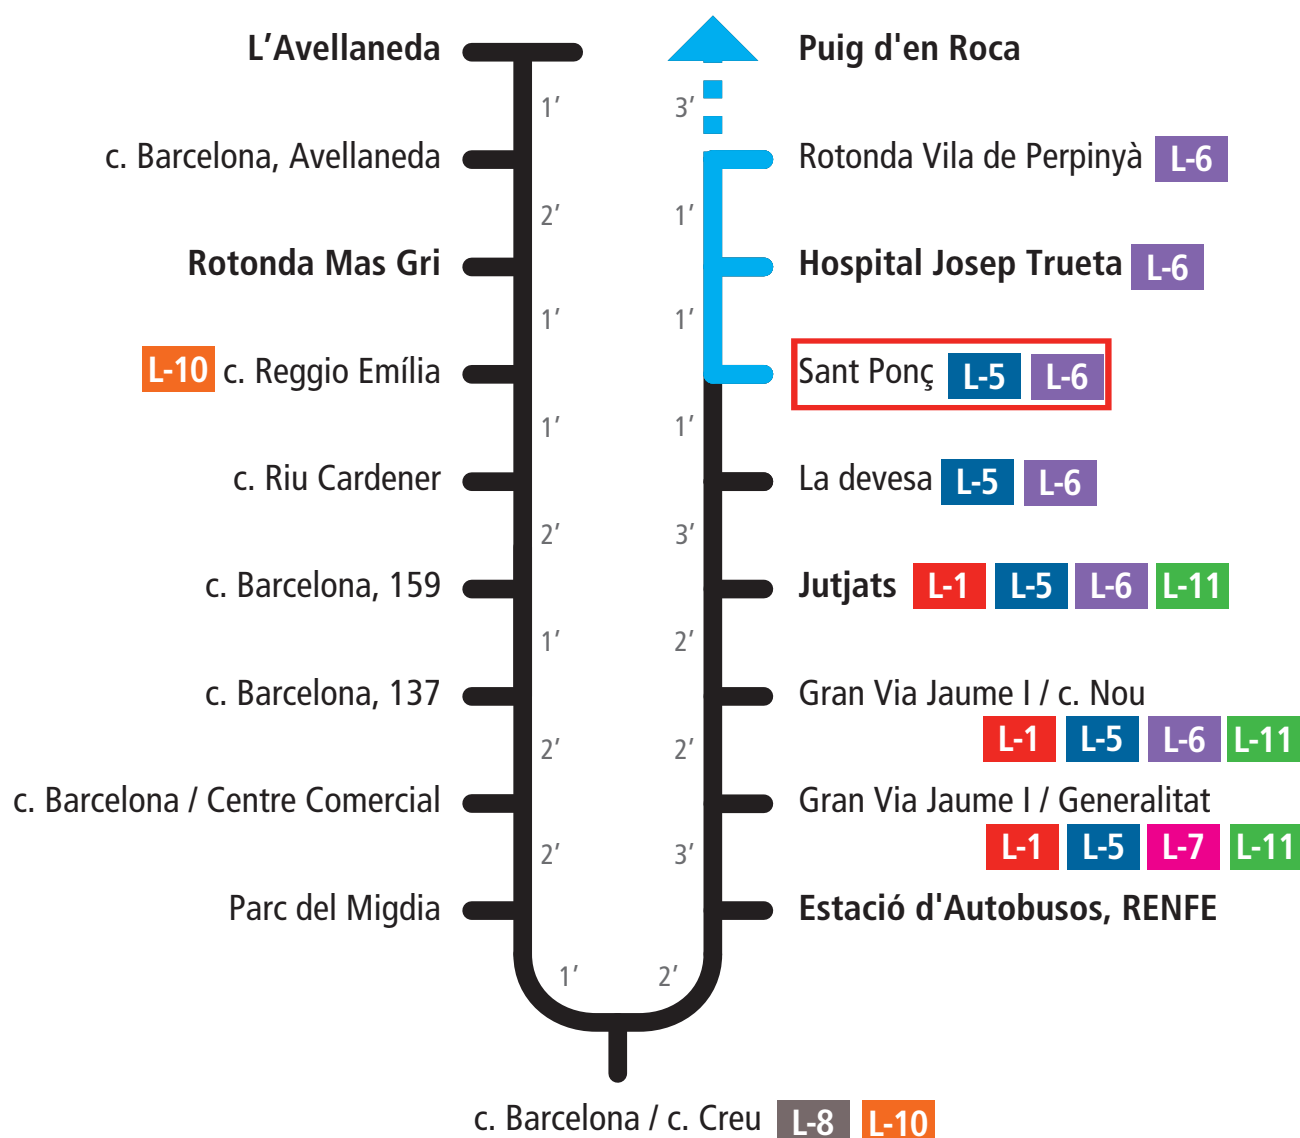 L’Avellaneda
1’
c. Barcelona, Avellaneda
2’
Rotonda Mas Gri
1’
L-10 c. Reggio Emília
1’
c. Riu Cardener
2’
c. Barcelona, 159
1’
c. Barcelona, 137
2’
c. Barcelona / Centre Comercial
2’
Parc del Migdia
1’
c. Barcelona / c. Creu L-8 L-10
2’
Estació d'Autobusos, RENFE
3’
Gran Via Jaume I / Generalitat
L-1 L-5 L-7 L-11
2’
Gran Via Jaume I / c. Nou
L-1 L-5 L-6 L-11
2’
Jutjats L-1 L-5 L-6 L-11
3’
La devesa L-5 L-6
1’
Sant Ponç L-5 L-6
1’
Hospital Josep Trueta L-6
1’
Rotonda Vila de Perpinyà L-6
3’
Puig d'en Roca